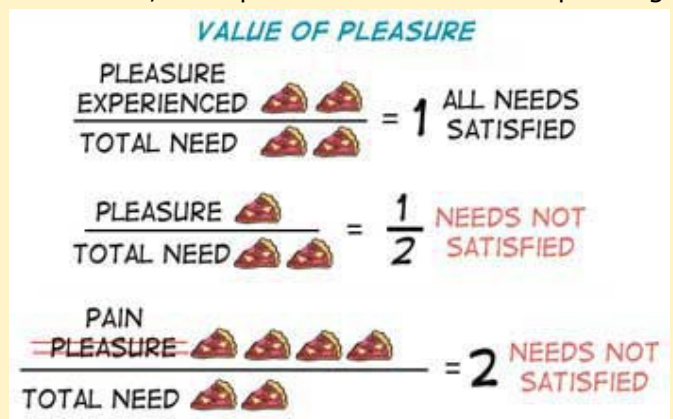 VALUE OF PLEASURE
PLEASURE
EXPERIENCED
TOTAL NEED
= 1 ALL NEEDS
SATISFIED
PLEASURE
TOTAL NEED
= 1
2
NEEDS NOT
SATISFIED
PAIN
PLEASURE
TOTAL NEED
= 2 NEEDS NOT
SATISFIED